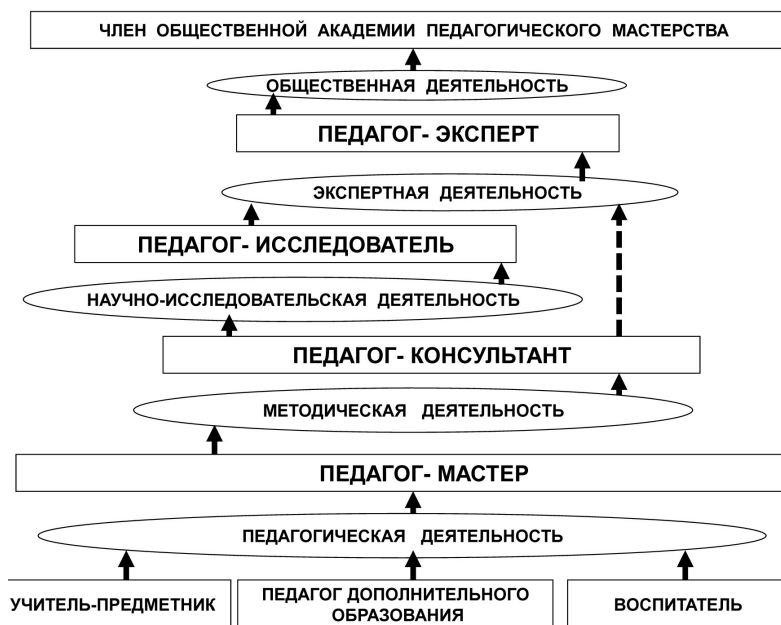 ЧЛЕН ОБЩЕСТВЕННОЙ АКАДЕМИИ ПЕДАГОГИЧЕСКОГО МАСТЕРСТВА
ОБЩЕСТВЕННАЯ ДЕЯТЕЛЬНОСТЬ
ПЕДАГОГ- ЭКСПЕРТ
ЭКСПЕРТНАЯ ДЕЯТЕЛЬНОСТЬ
ПЕДАГОГ- ИССЛЕДОВАТЕЛЬ
НАУЧНО-ИССЛЕДОВАТЕЛЬСКАЯ ДЕЯТЕЛЬНОСТЬ
ПЕДАГОГ- КОНСУЛЬТАНТ
МЕТОДИЧЕСКАЯ ДЕЯТЕЛЬНОСТЬ
ПЕДАГОГ- МАСТЕР
ПЕДАГОГИЧЕСКАЯ ДЕЯТЕЛЬНОСТЬ
УЧИТЕЛЬ-ПРЕДМЕТНИК
ПЕДАГОГ ДОПОЛНИТЕЛЬНОГО
ОБРАЗОВАНИЯ
ВОСПИТАТЕЛЬ